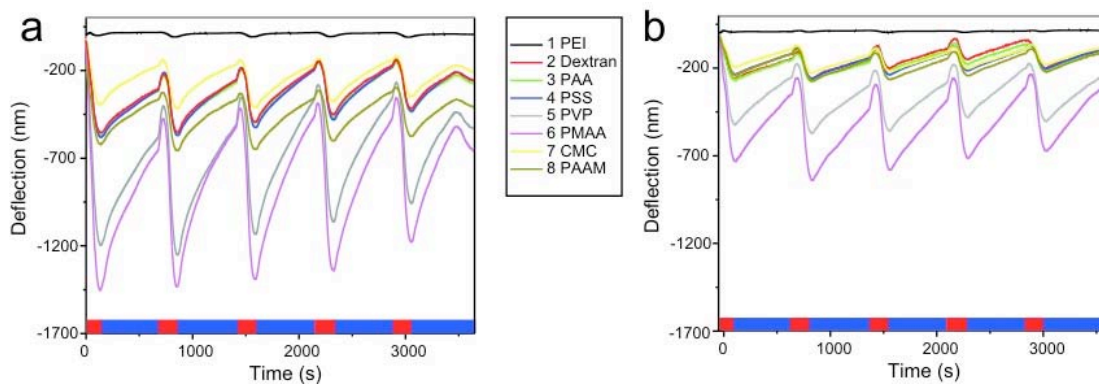 a
-200
-700
-1200
-1700
Deflection (nm)
0
1000
2000
3000
Time (s)
1 PEI
2 Dextran
3 PAA
4 PSS
5 PVP
6 PMAA
7 CMC
8 PAAM
b
-200
-700
-1200
-1700
Deflection (nm)
0
1000
2000
3000
Time (s)